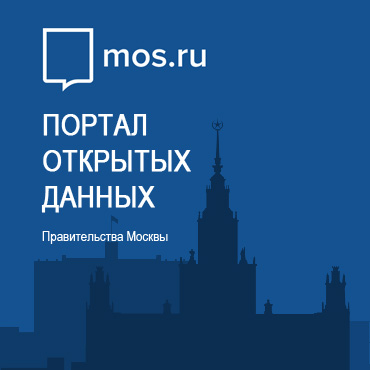 mos.ru
ПОРТАЛ
ОТКРЫТЫХ
ДАННЫХ
Правительства Москвы